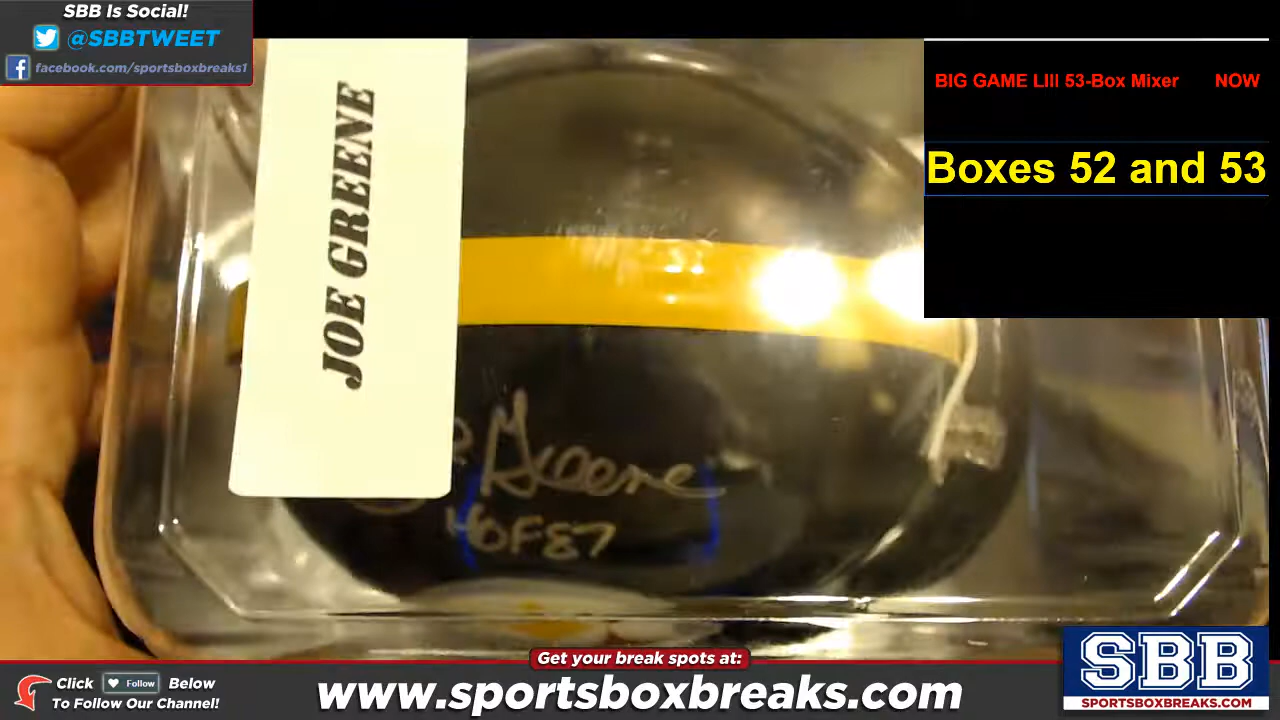 SBB Is Social!
@SBBTWEET
facebook.com/sportsboxbreaks1
BIG GAME LIII 53-Box Mixer NOW
Boxes 52 and 53
JOE GREENE
Greene
HOF 87
Get your break spots at:
Click Follow Below
To Follow Our Channel!
www.sportsboxbreaks.com
SBB
SPORTSBOXBREAKS.COM